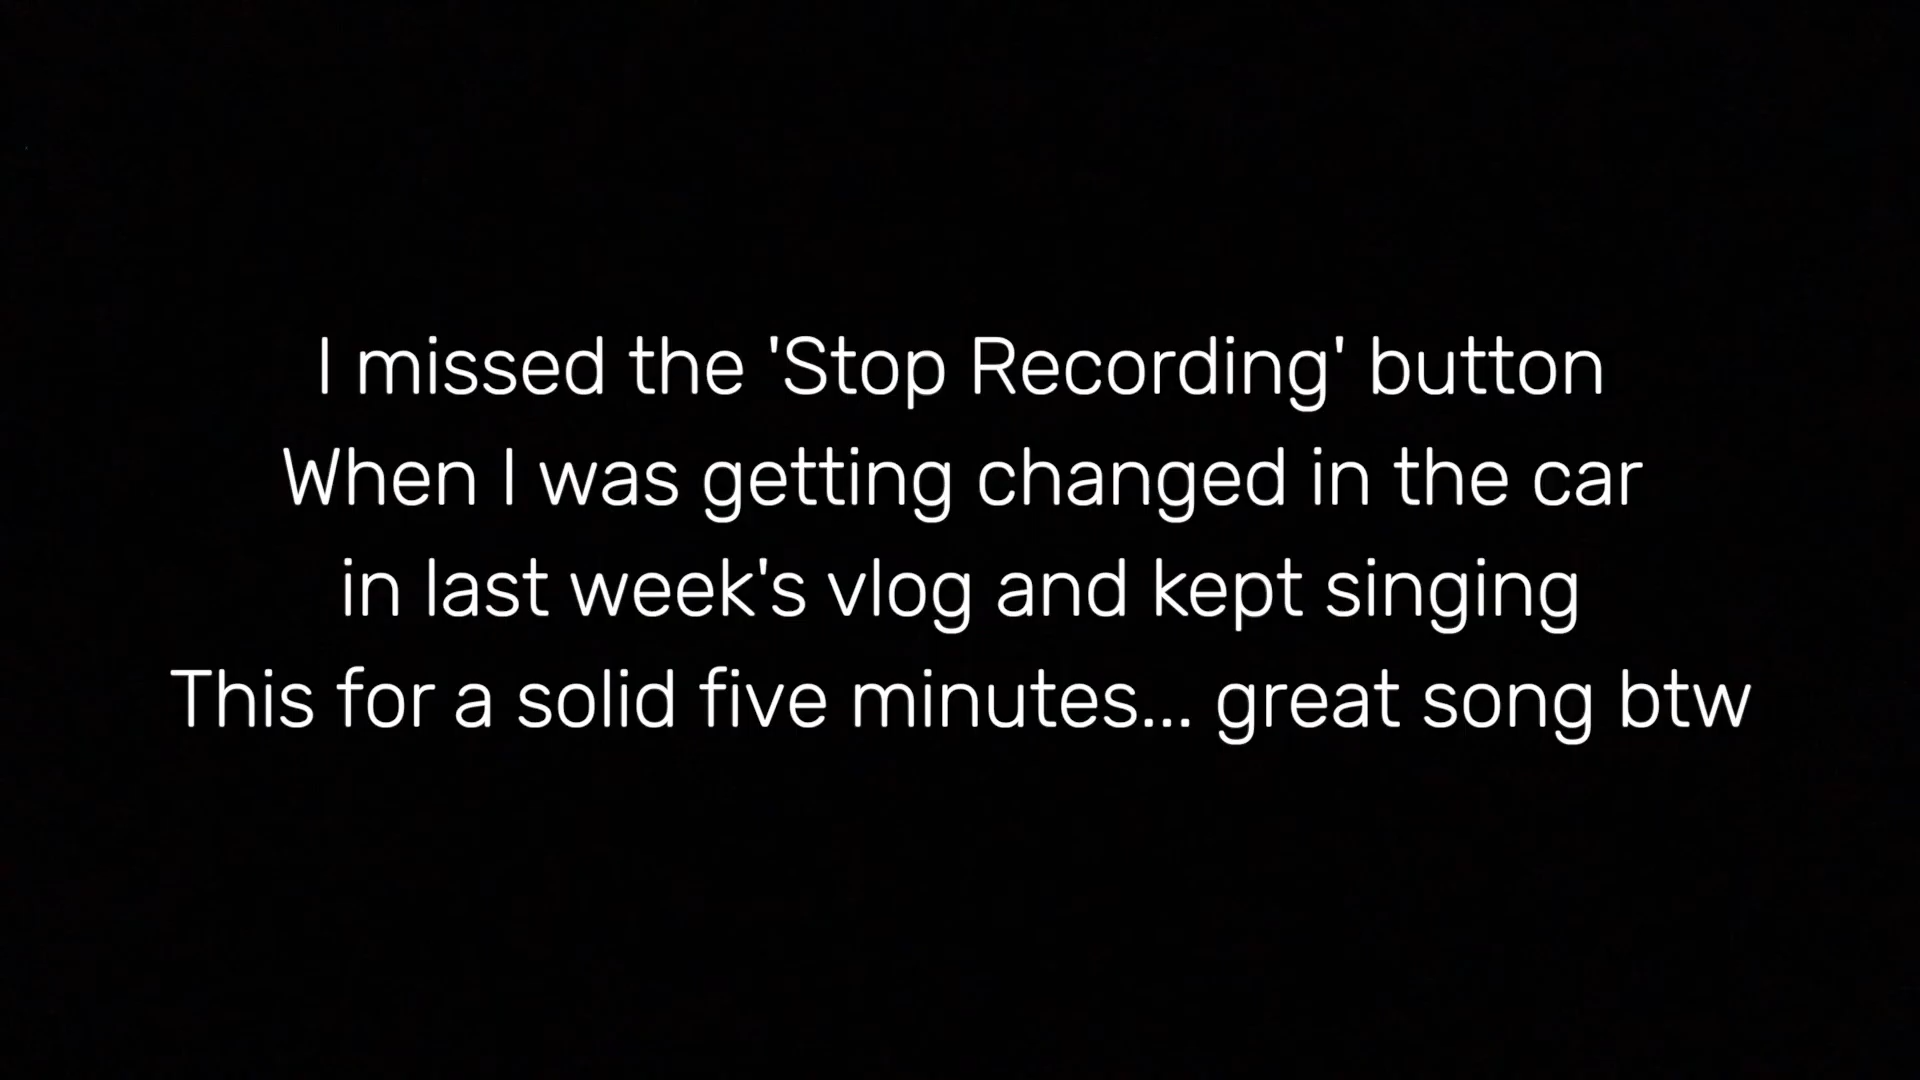 I missed the 'Stop Recording' button
When I was getting changed in the car
in last week's vlog and kept singing
This for a solid five minutes... great song btw